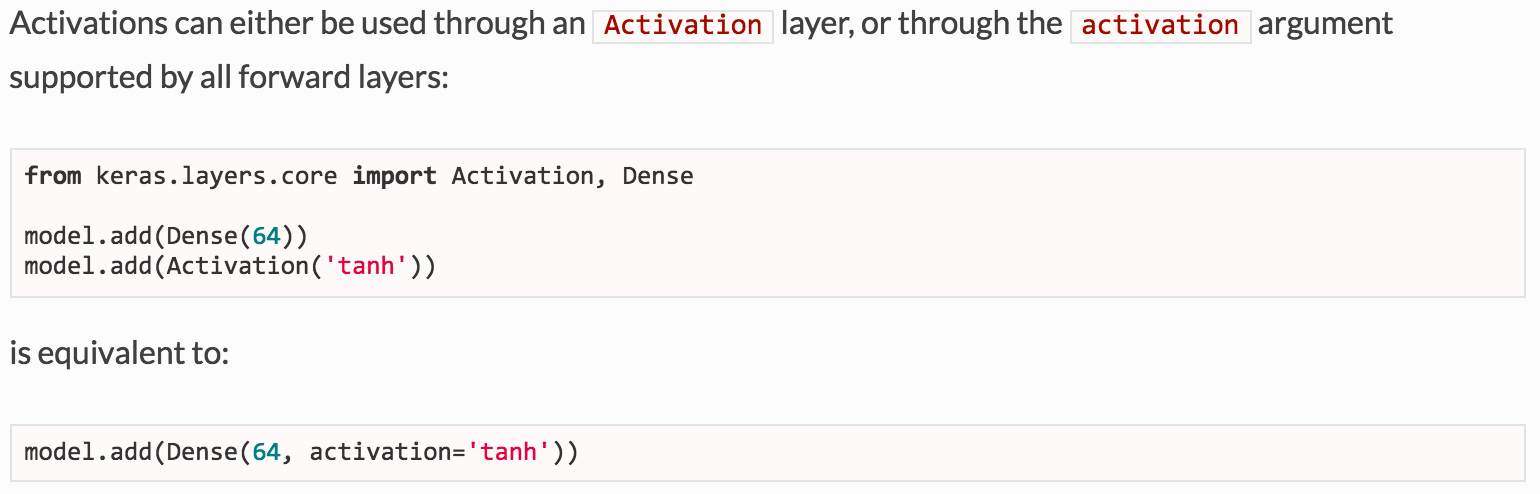 Activations can either be used through an Activation layer, or through the activation argument
supported by all forward layers:
from keras.layers.core import Activation, Dense
model.add(Dense(64))
model.add(Activation('tanh'))
is equivalent to:
model.add(Dense(64, activation='tanh'))